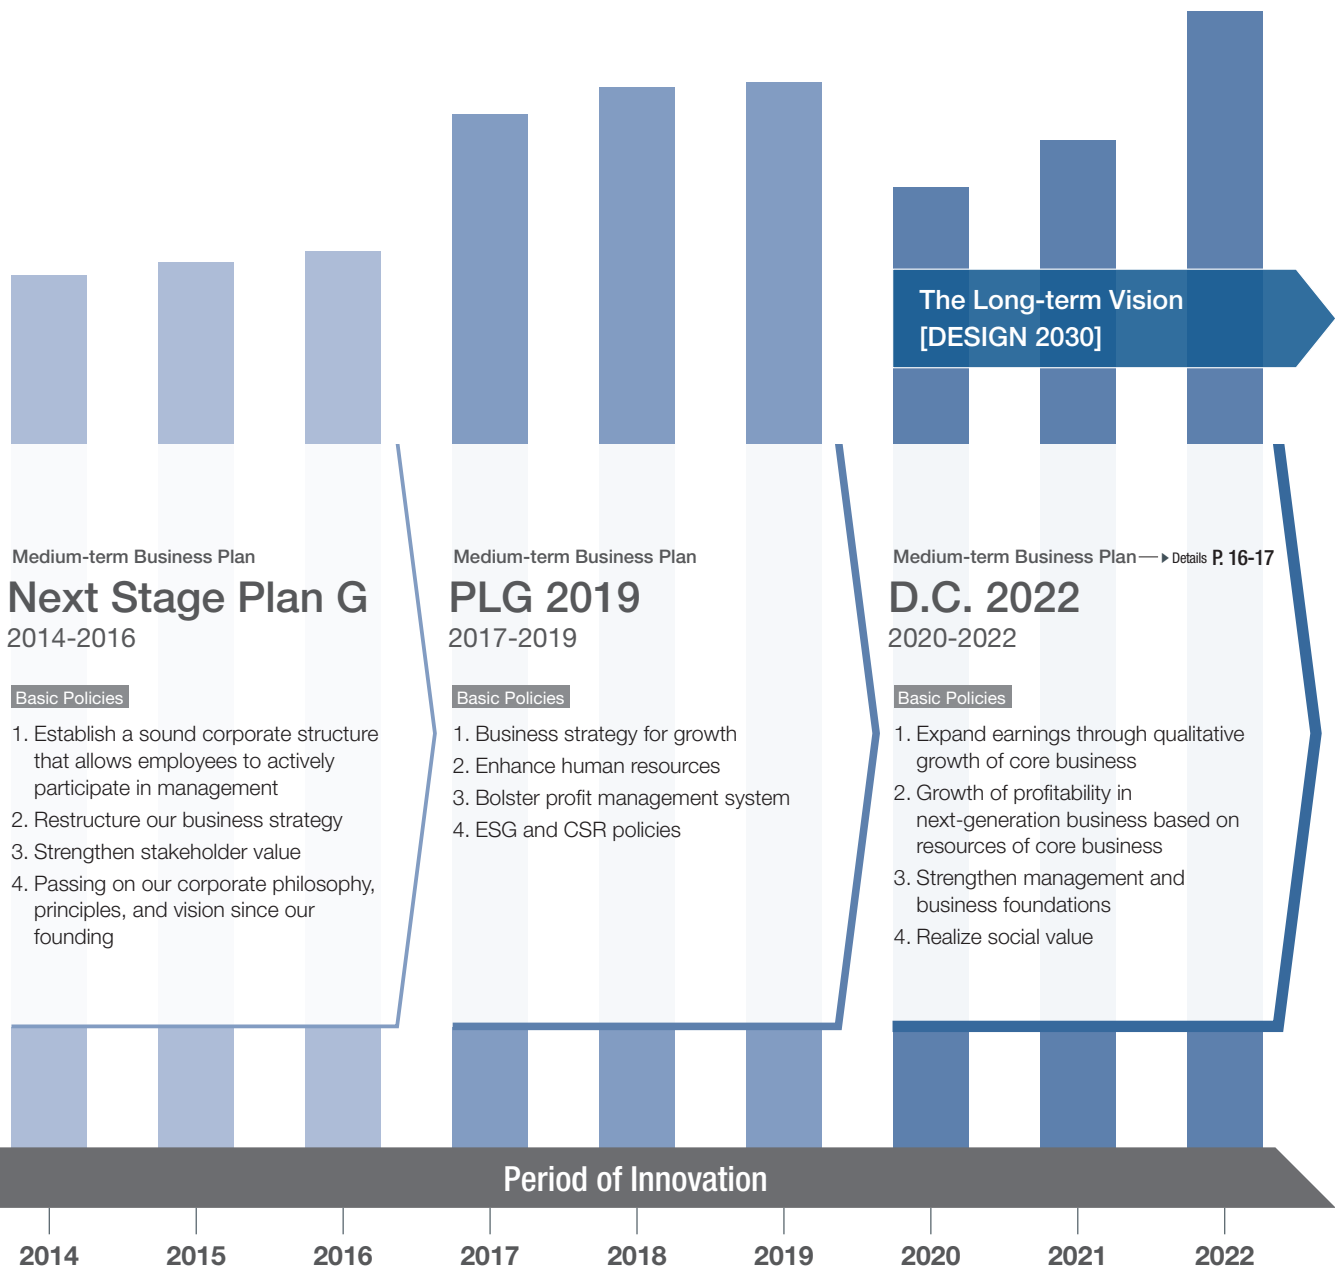 The Long-term Vision
[DESIGN 2030]
Medium-term Business Plan
Next Stage Plan G
2014-2016
Basic Policies
1. Establish a sound corporate structure
that allows employees to actively
participate in management
2. Restructure our business strategy
3. Strengthen stakeholder value
4. Passing on our corporate philosophy,
principles, and vision since our
founding
Medium-term Business Plan
PLG 2019
2017-2019
Basic Policies
1. Business strategy for growth
2. Enhance human resources
3. Bolster profit management system
4. ESG and CSR policies
Medium-term Business Plan Details P. 16-17
D.C. 2022
2020-2022
Basic Policies
1. Expand earnings through qualitative
growth of core business
2. Growth of profitability in
next-generation business based on
resources of core business
3. Strengthen management and
business foundations
4. Realize social value
Period of Innovation
2014 2015 2016 2017 2018 2019 2020 2021 2022